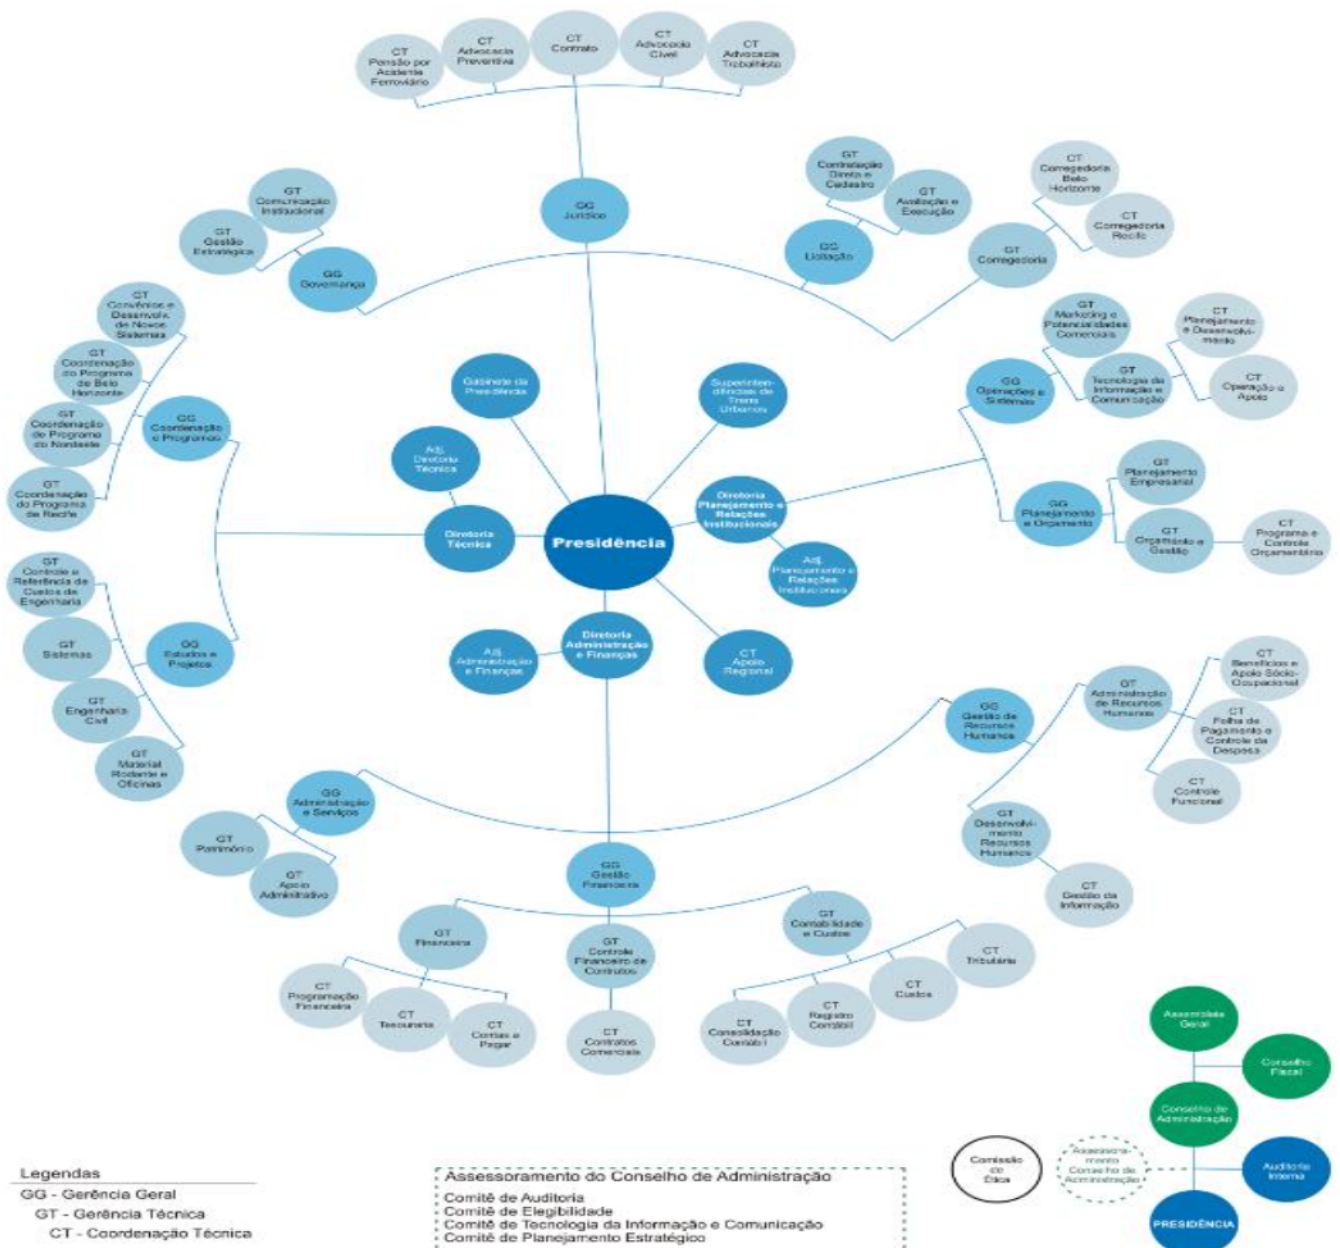 CT
Pensão por
Acidente
Ferroviário
CT
Advocacia
Preventiva
CT
Contrato
CT
Advocacia
Cível
CT
Advocacia
Trabalhista
GG
Jurídico
GT
Comunicação
Institucional
GT
Gestão
Estratégica
GG
Governança
GT
Contratação
Direta e
Cadastro
GT
Avaliação e
Execução
GG
Licitação
CT
Corregedoria
Belo
Horizonte
CT
Corregedoria
Recife
GT
Corregedoria
GT
Convênios e
Desenvolv.
de Novos
Sistemas
GT
Coordenação
do Programa
de Belo
Horizonte
GT
Coordenação
do Programa
do Nordeste
GT
Coordenação
do Programa
de Recife
GG
Coordenação
e Programas
GT
Marketing e
Potencialidades
Comerciais
GT
Tecnologia da
Informação e
Comunicação
CT
Planejamento
e Desenvolvi-
mento
CT
Operação e
Apoio
GG
Operações e
Sistemas
GT
Planejamento
Empresarial
GG
Planejamento
e Orçamento
GT
Orçamento e
Gestão
CT
Programa e
Controle
Orçamentário
Gabinete da
Presidência
Superinten-
dências de
Trens
Urbanos
Adj.
Diretoria
Técnica
Diretoria
Técnica
Presidência
Diretoria
Planejamento e
Relações
Institucionais
Adj.
Planejamento e
Relações
Institucionais
Diretoria
Administração
e Finanças
Adj.
Administração
e Finanças
CT
Apoio
Regional
GT
Controle e
Referência de
Custos de
Engenharia
GT
Sistemas
GT
Engenharia
Civil
GT
Material
Rodante e
Oficinas
GG
Estudos e
Projetos
GG
Gestão de
Recursos
Humanos
GT
Administração
de Recursos
Humanos
CT
Benefícios e
Apoio Sócio-
Ocupacional
CT
Folha de
Pagamento e
Controle da
Despesa
CT
Controle
Funcional
GT
Desenvolvi-
mento
Recursos
Humanos
CT
Gestão da
Informação
GG
Administração
e Serviços
GT
Patrimônio
GT
Apoio
Adminitrativo
GG
Gestão
Financeira
GT
Financeira
GT
Controle
Financeiro de
Contratos
GT
Contabilidade
e Custos
CT
Programação
Financeira
CT
Tesouraria
CT
Contas a
Pagar
CT
Contratos
Comerciais
CT
Consolidação
Contábil
CT
Registro
Contábil
CT
Custos
CT
Tributária
Assembleia
Geral
Conselho
Fiscal
Conselho de
Administração
Comissão
de
Ética
Assessora-
mento
Conselho de
Administração
Auditoria
Interna
PRESIDÊNCIA
Legendas
GG - Gerência Geral
GT - Gerência Técnica
CT - Coordenação Técnica
Assessoramento do Conselho de Administração
Comitê de Auditoria
Comitê de Elegibilidade
Comitê de Tecnologia da Informação e Comunicação
Comitê de Planejamento Estratégico